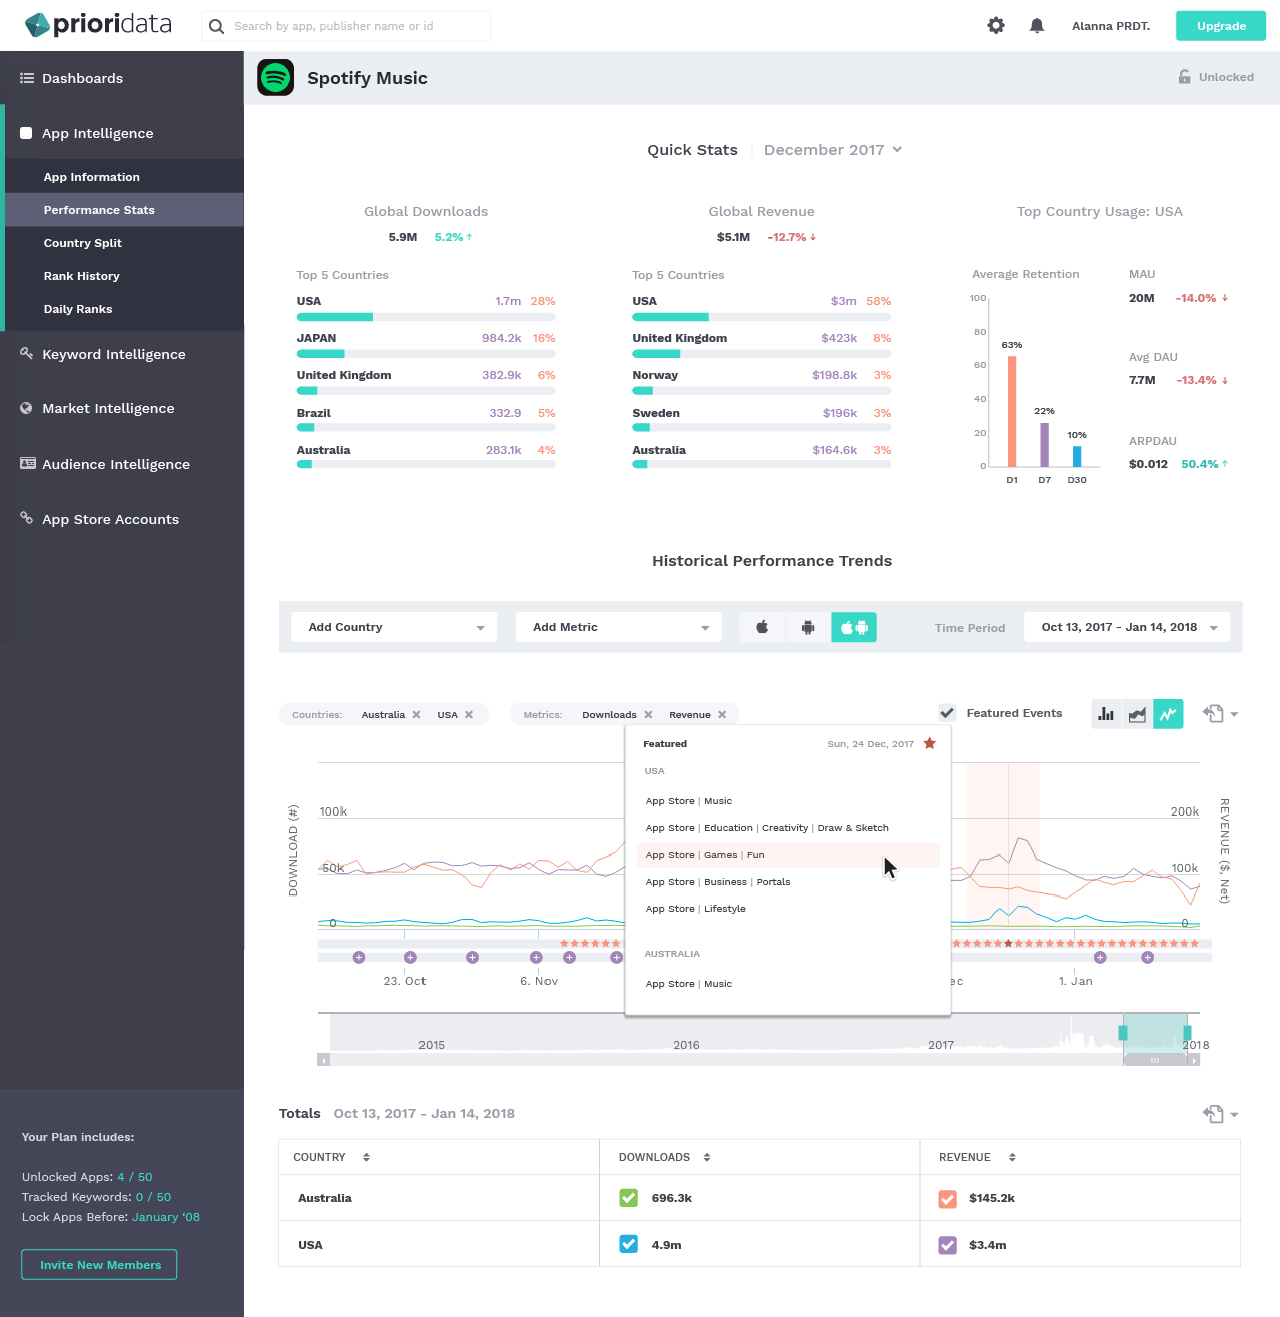 prioridata
Search by app, publisher name or id
Alanna PRDT.
Upgrade
Dashboards
App Intelligence
App Information
Performance Stats
Country Split
Rank History
Daily Ranks
Keyword Intelligence
Market Intelligence
Audience Intelligence
App Store Accounts
Your Plan includes:
Unlocked Apps: 4 / 50
Tracked Keywords: 0 / 50
Lock Apps Before: January ‘08
Invite New Members
Spotify Music
Unlocked
Quick Stats | December 2017
Global Downloads
5.9M 5.2% ↑
Top 5 Countries
USA 1.7m 28%
JAPAN 984.2k 16%
United Kingdom 382.9k 6%
Brazil 332.9 5%
Australia 283.1k 4%
Global Revenue
$5.1M -12.7% ↓
Top 5 Countries
USA $3m 58%
United Kingdom $423k 8%
Norway $198.8k 3%
Sweden $196k 3%
Australia $164.6k 3%
Top Country Usage: USA
Average Retention
100
80
60
40
20
0
63%
22%
10%
D1 D7 D30
MAU
20M -14.0% ↓
Avg DAU
7.7M -13.4% ↓
ARPDAU
$0.012 50.4% ↑
Historical Performance Trends
Add Country
Add Metric
Time Period
Oct 13, 2017 - Jan 14, 2018
Countries: Australia USA
Metrics: Downloads Revenue
Featured Events
Featured Sun, 24 Dec, 2017
USA
App Store | Music
App Store | Education | Creativity | Draw & Sketch
App Store | Games | Fun
App Store | Business | Portals
App Store | Lifestyle
AUSTRALIA
App Store | Music
DOWNLOAD (#)
100k
50k
0
200k
100k
0
REVENUE ($, Net)
23. Oct
6. Nov
ec
1. Jan
2015
2016
2017
2018
Totals Oct 13, 2017 - Jan 14, 2018
COUNTRY DOWNLOADS REVENUE
Australia 696.3k $145.2k
USA 4.9m $3.4m